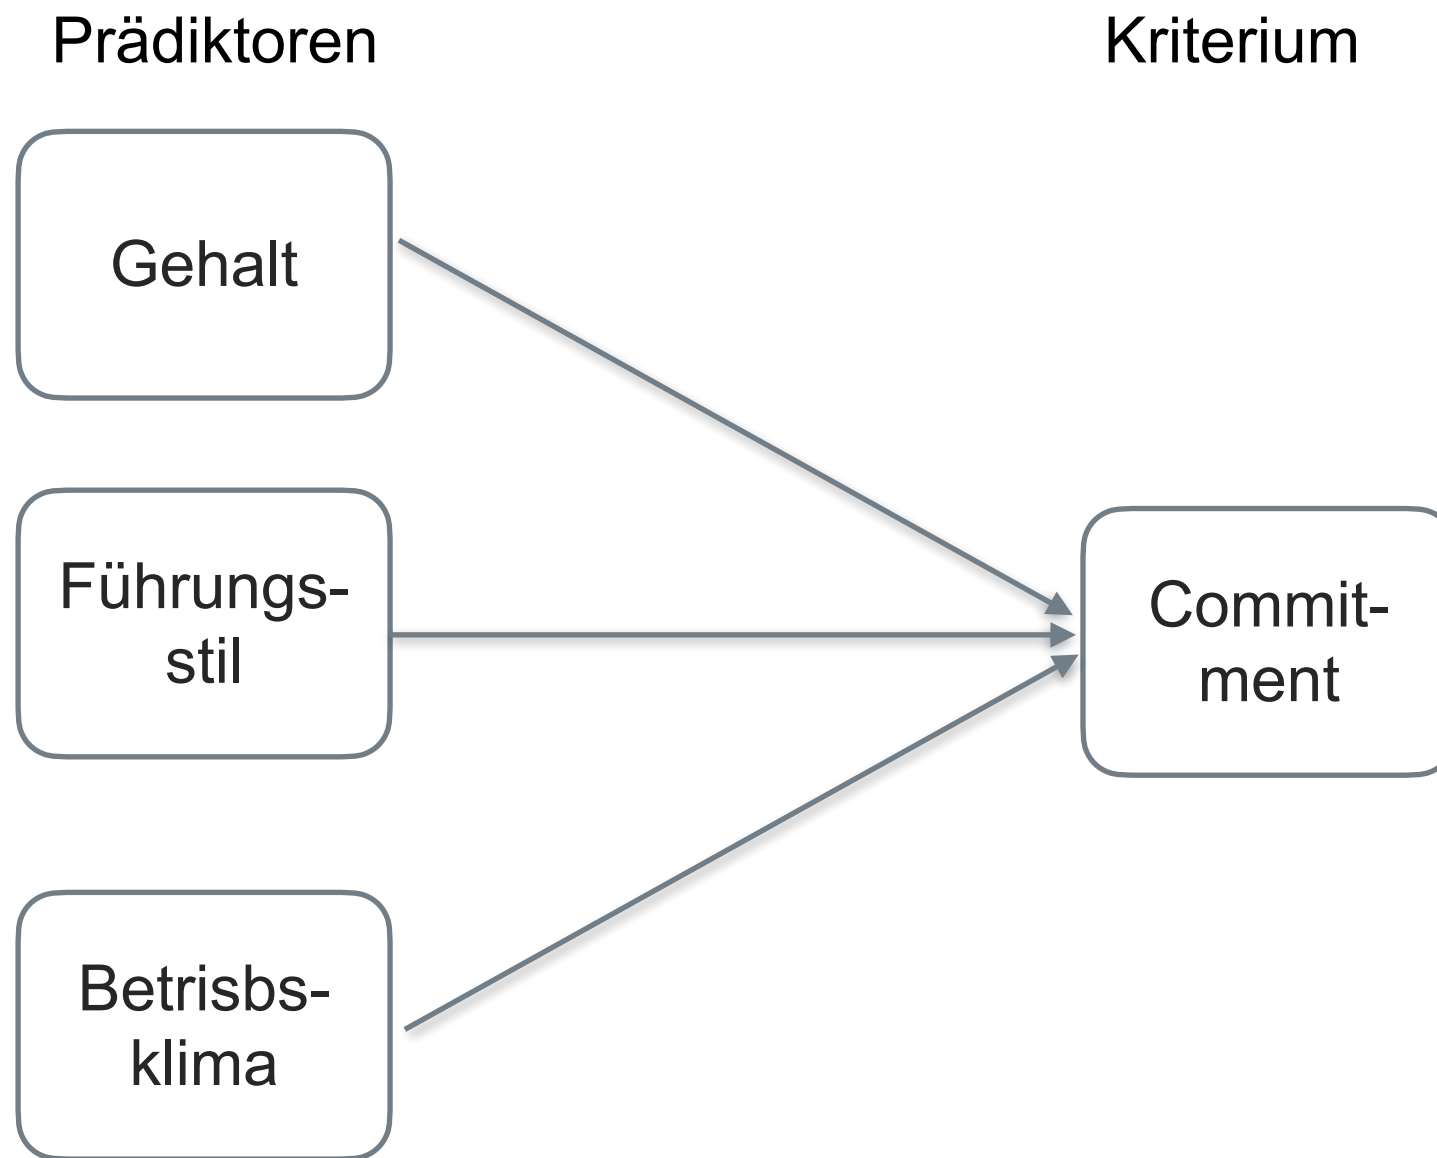 Prädiktoren
Kriterium
Gehalt
Führungs-
stil
Commit-
ment
Betrisbs-
klima